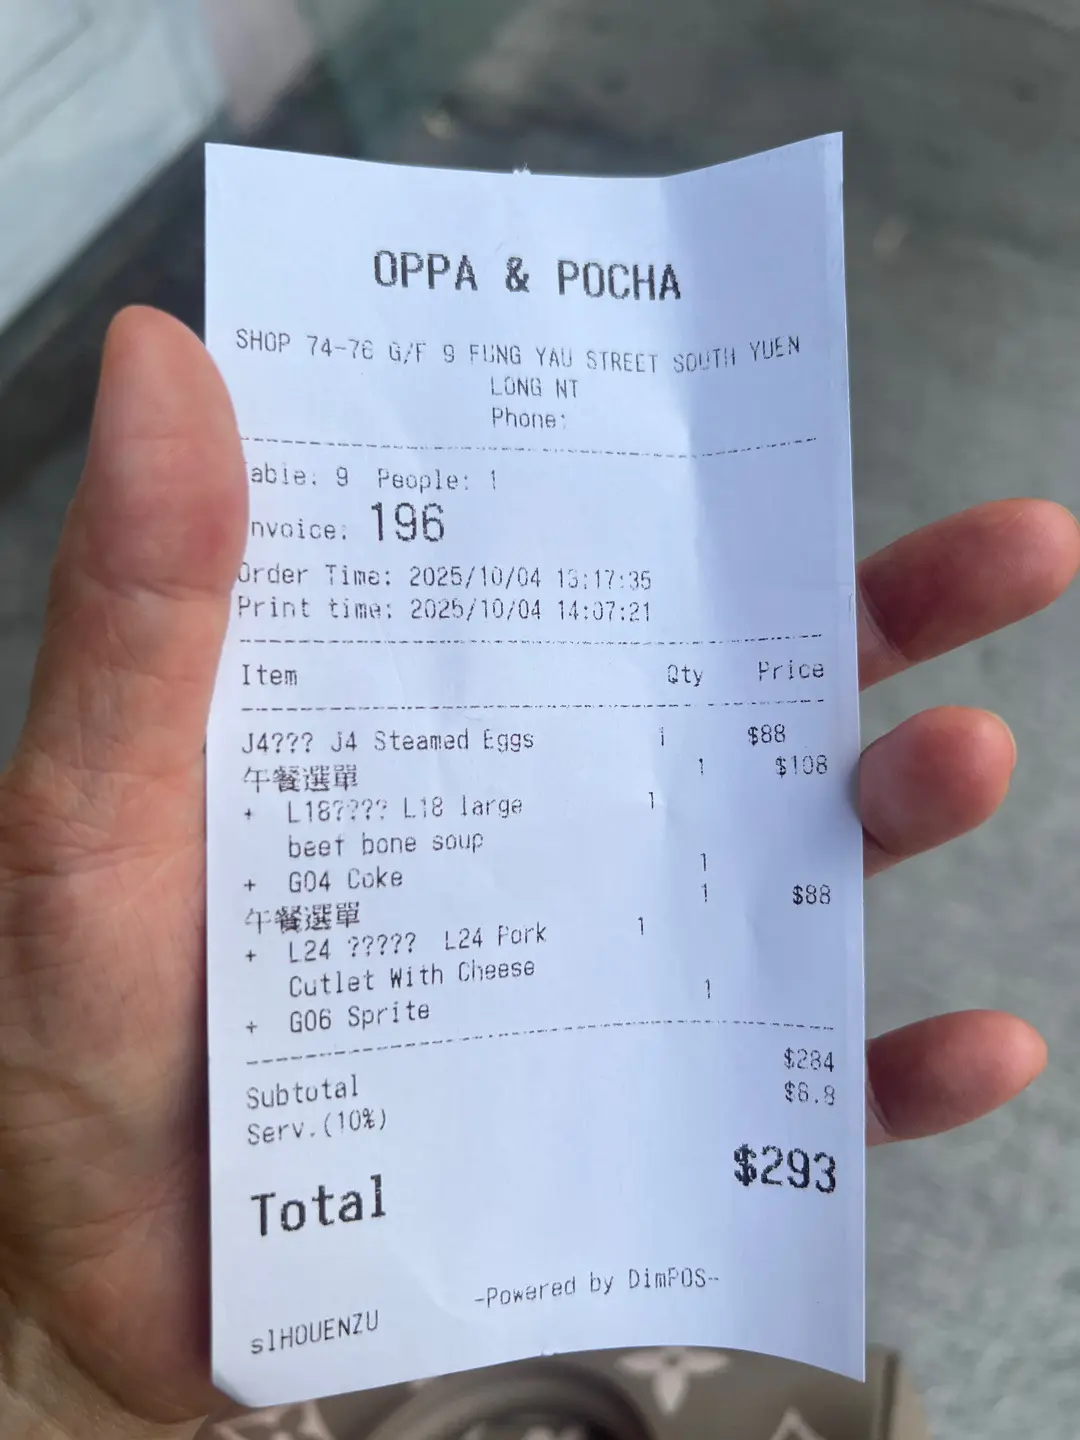 OPPA & POCHA
SHOP 74-76 G/F 9 FUNG YAU STREET SOUTH YUEN
LONG NT
Phone:
able: 9 People: 1
nvoice: 196
Order Time: 2025/10/04 13:17:35
Print time: 2025/10/04 14:07:21
Item Qty Price
J4??? J4 Steamed Eggs 1 $88
午餐選單 1 $108
+ L18???? L18 large 1
beef bone soup
+ G04 Coke 1
午餐選單 1 $88
+ L24 ????? L24 Pork 1
Cutlet With Cheese
+ G06 Sprite 1
Subtotal $284
Serv.(10%) $8.8
Total $293
-Powered by DimPOS-
slHOUENZU